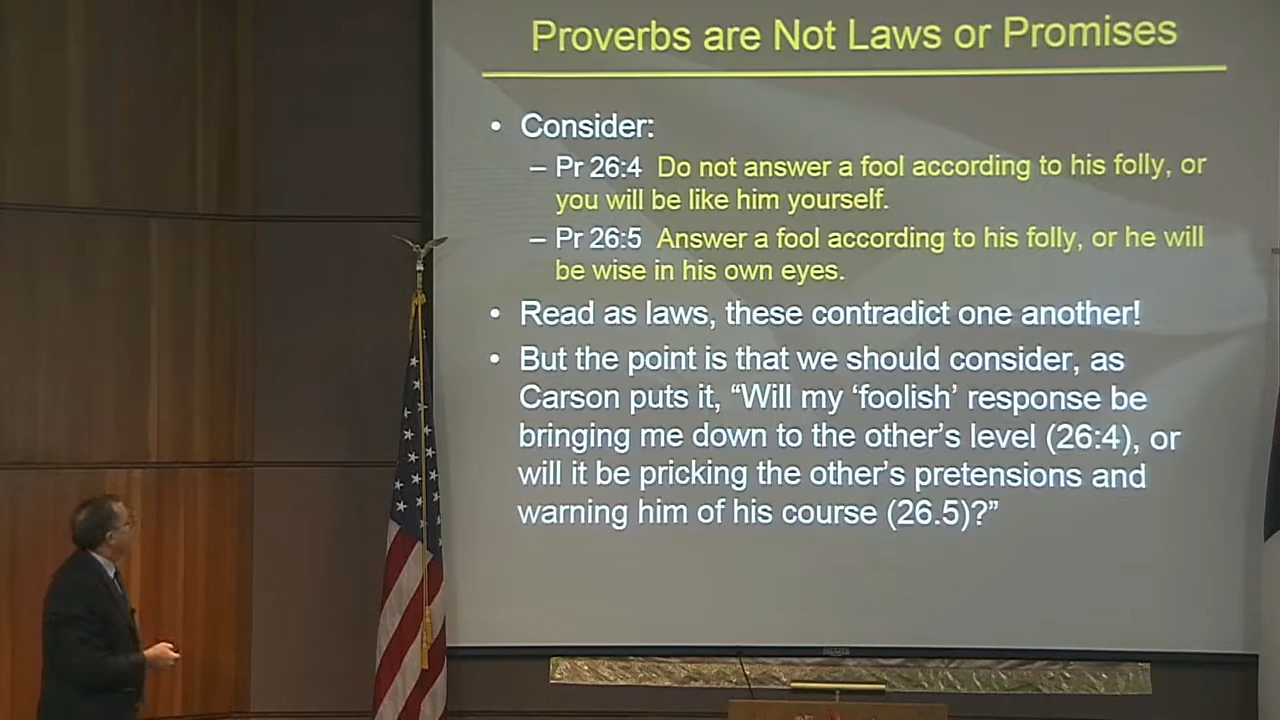 Proverbs are Not Laws or Promises
• Consider:
– Pr 26:4 Do not answer a fool according to his folly, or
you will be like him yourself.
– Pr 26:5 Answer a fool according to his folly, or he will
be wise in his own eyes.
• Read as laws, these contradict one another!
• But the point is that we should consider, as
Carson puts it, “Will my ‘foolish’ response be
bringing me down to the other’s level (26:4), or
will it be pricking the other’s pretensions and
warning him of his course (26.5)?”